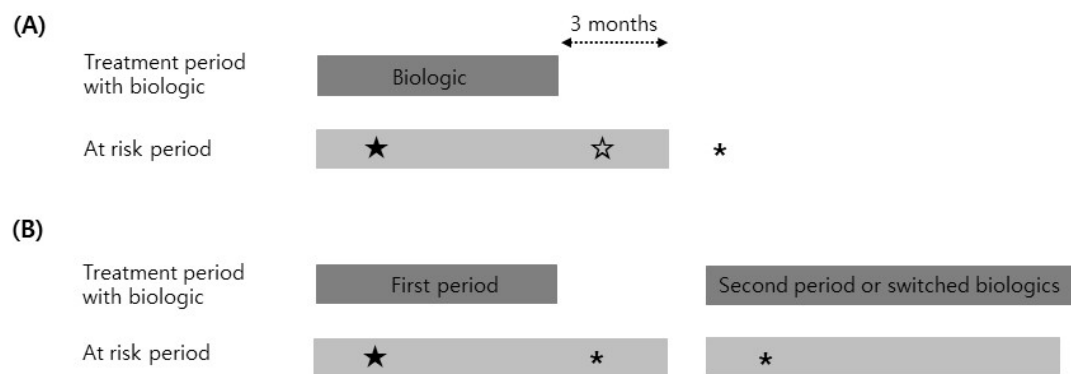 (A)
3 months
Treatment period
with biologic
Biologic
At risk period
★ ☆ *
(B)
Treatment period
with biologic
First period
Second period or switched biologics
At risk period
★ * *